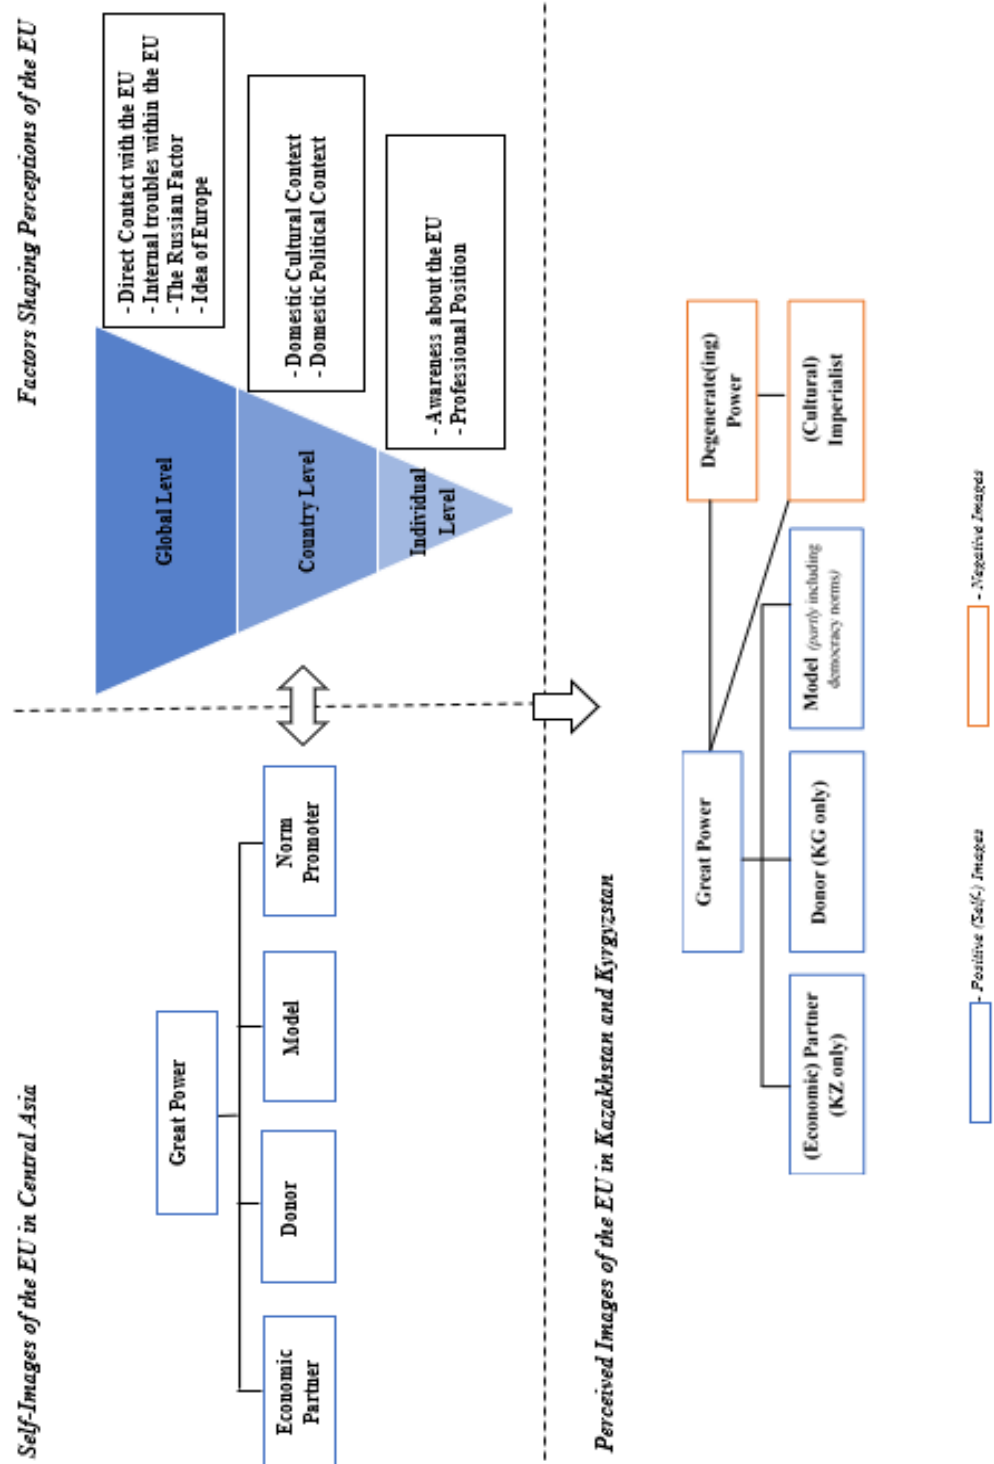 Self-Images of the EU in Central Asia
Great Power
Economic
Partner
Donor
Model
Norm
Promoter
Factors Shaping Perceptions of the EU
Global Level
- Direct Contact with the EU
- Internal troubles within the EU
- The Russian Factor
- Idea of Europe
Country Level
- Domestic Cultural Context
- Domestic Political Context
Individual
Level
- Awareness about the EU
- Professional Position
Perceived Images of the EU in Kazakhstan and Kyrgyzstan
Great Power
(Economic) Partner
(KZ only)
Donor (KG only)
Model (partly including
democracy norms)
Degenerate(ing)
Power
(Cultural)
Imperialist
- Positive (Self-) Images
- Negative Images